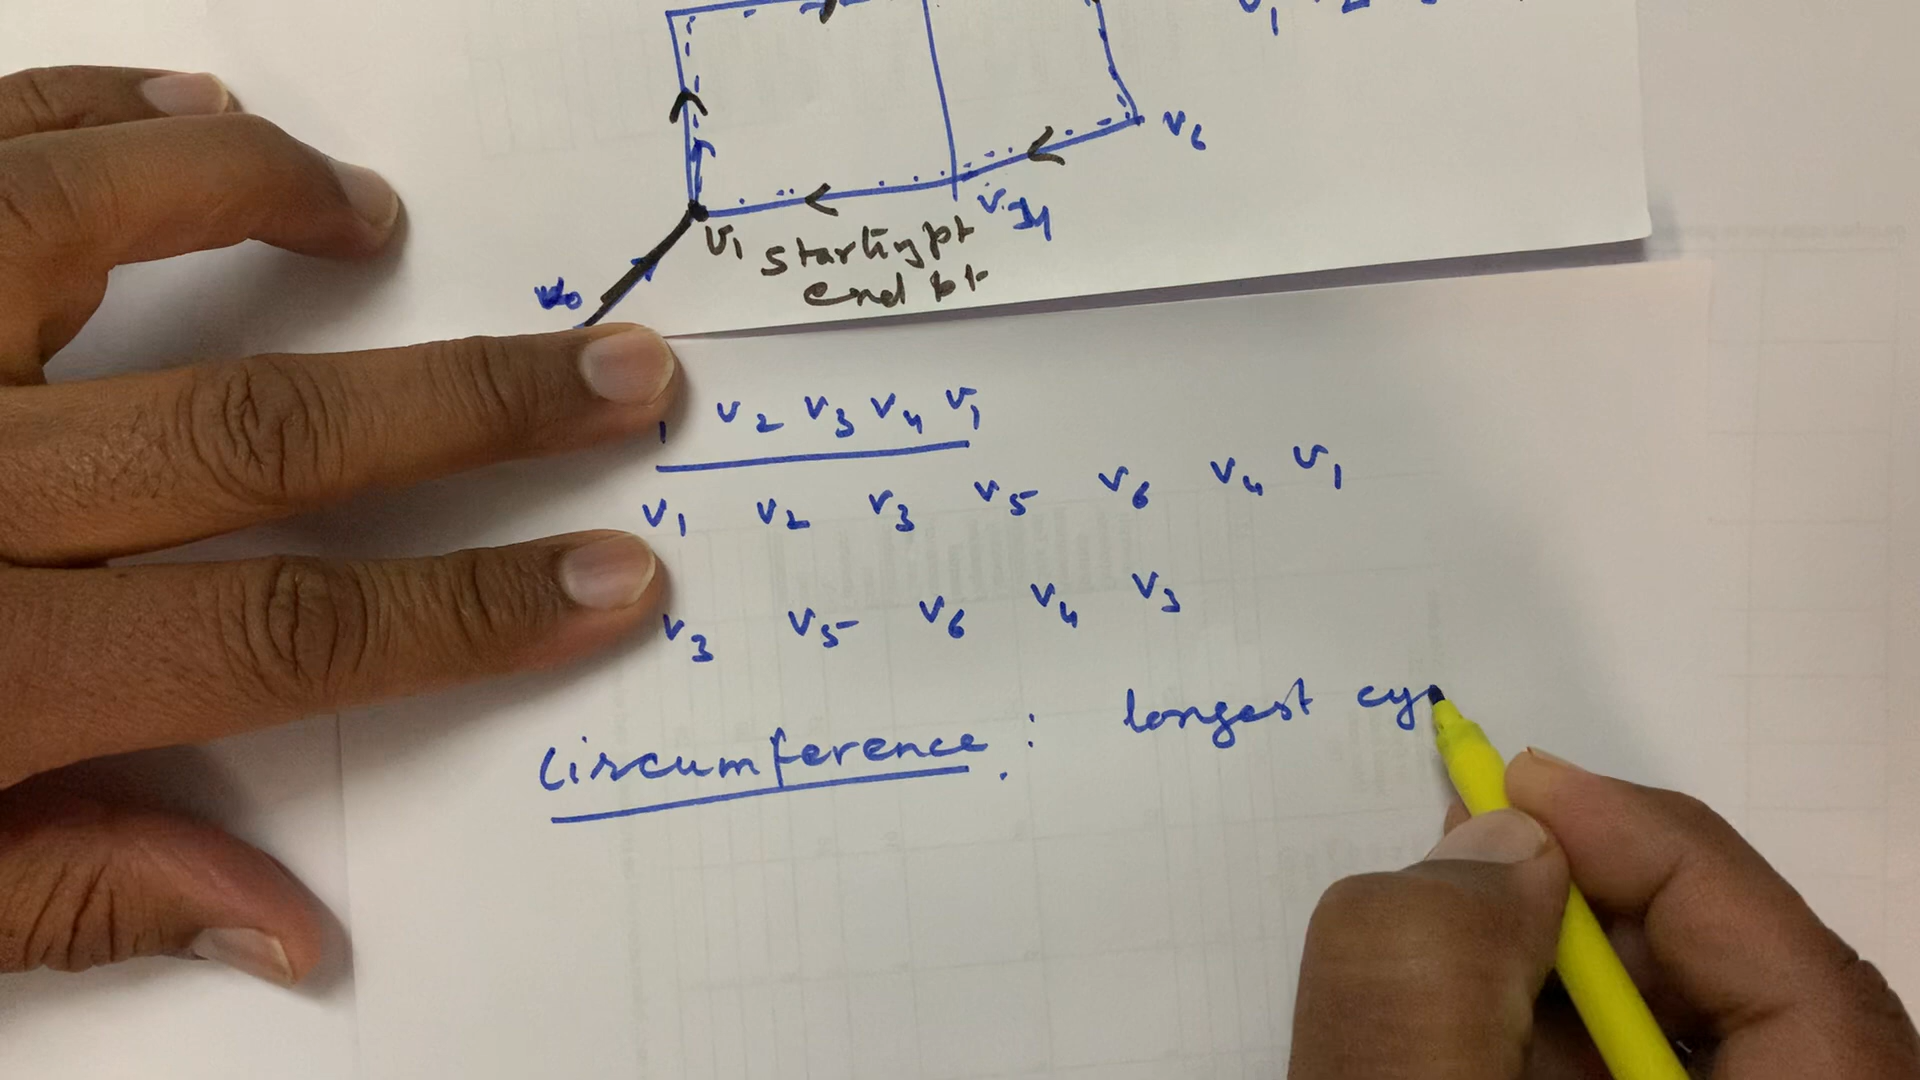 v6
v4
v1 starting pt
end pt
v0
v2 v3 v4 v1
v1 v2 v3 v5 v6 v4 v1
v3 v5 v6 v4 v3
circumference : longest cy